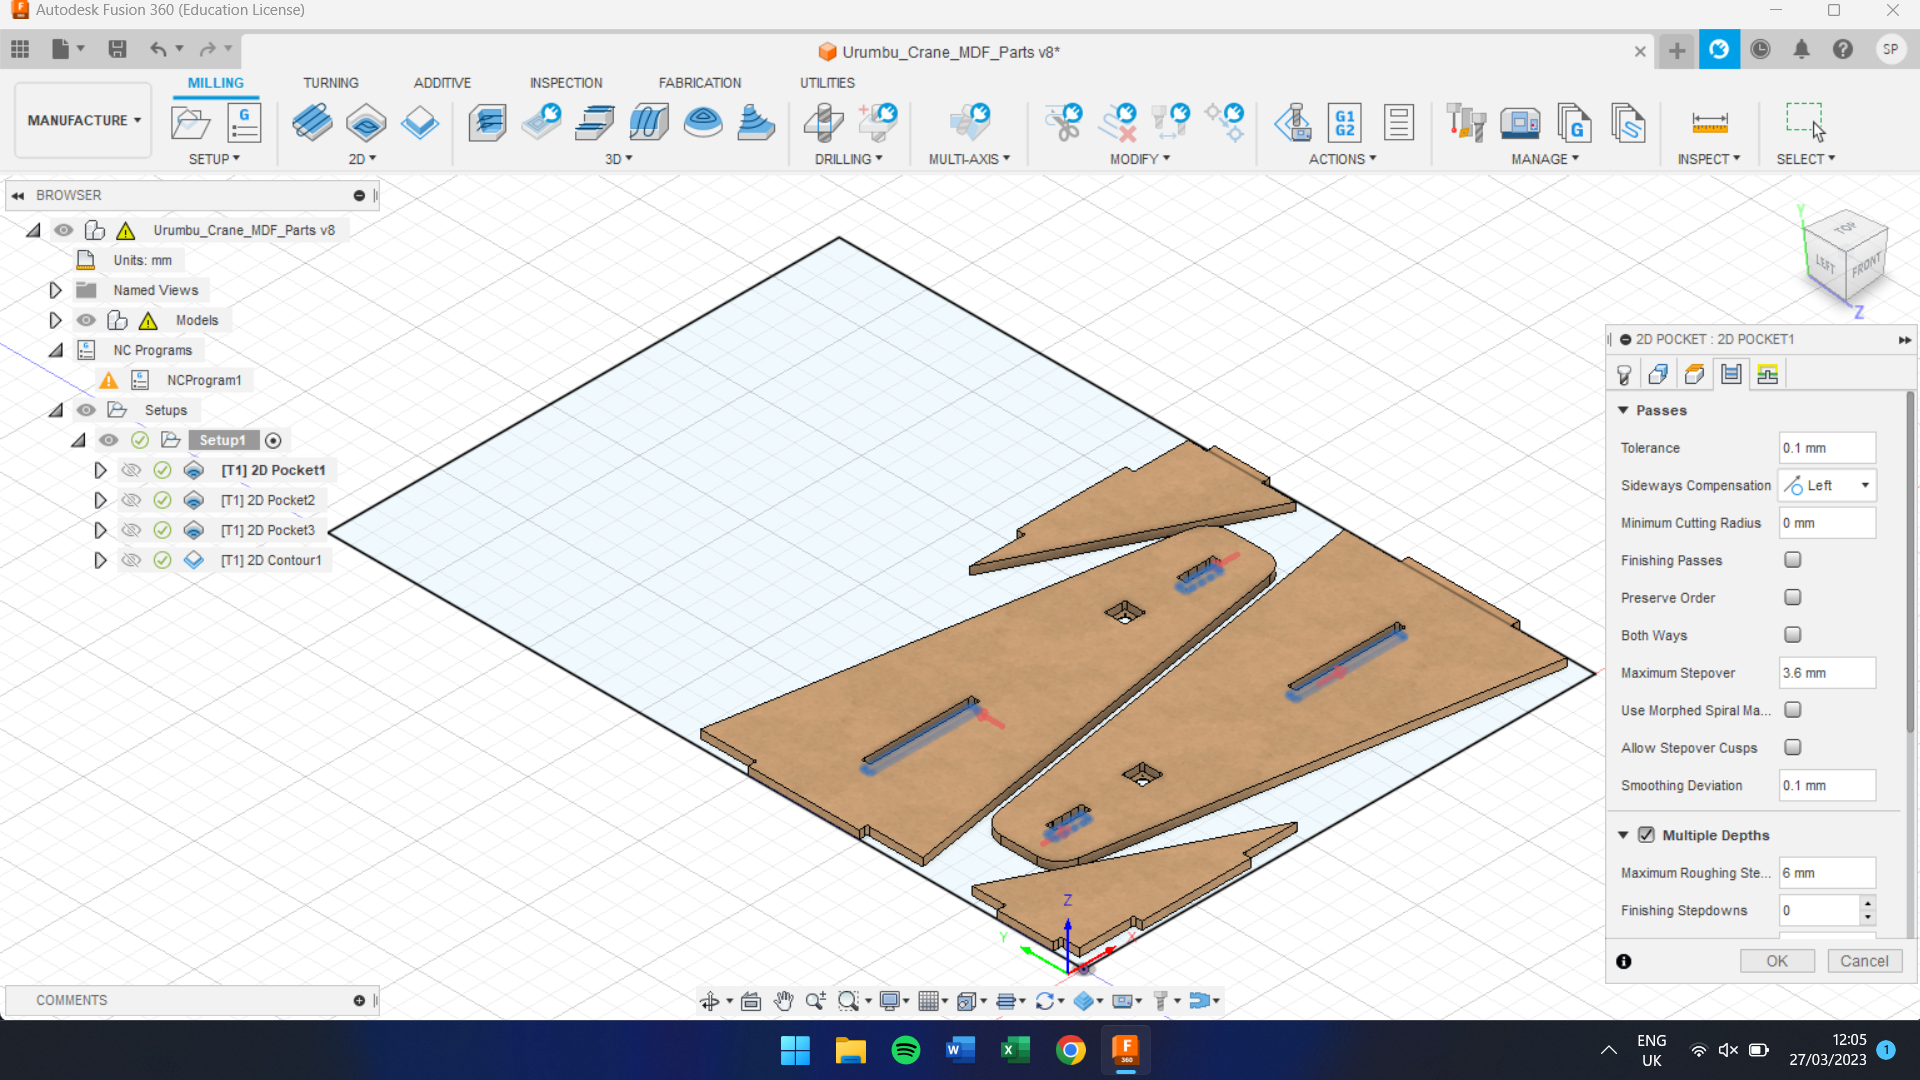 Autodesk Fusion 360 (Education License)
Urumbu_Crane_MDF_Parts v8*
SP
MILLING TURNING ADDITIVE INSPECTION FABRICATION UTILITIES
MANUFACTURE
G
G1
G2
G
SETUP 2D 3D DRILLING MULTI-AXIS MODIFY ACTIONS MANAGE INSPECT SELECT
BROWSER
Urumbu_Crane_MDF_Parts v8
Units: mm
Named Views
Models
NC Programs
NCProgram1
Setups
Setup1
[T1] 2D Pocket1
[T1] 2D Pocket2
[T1] 2D Pocket3
[T1] 2D Contour1
Y
TOP
LEFT
FRONT
Z
2D POCKET : 2D POCKET1
Passes
Tolerance 0.1 mm
Sideways Compensation Left
Minimum Cutting Radius 0 mm
Finishing Passes
Preserve Order
Both Ways
Maximum Stepover 3.6 mm
Use Morphed Spiral Ma...
Allow Stepover Cusps
Smoothing Deviation 0.1 mm
Multiple Depths
Maximum Roughing Ste... 6 mm
Finishing Stepdowns 0
OK Cancel
Z
Y
X
COMMENTS
W
X
F
360
ENG
UK
12:05
27/03/2023
1